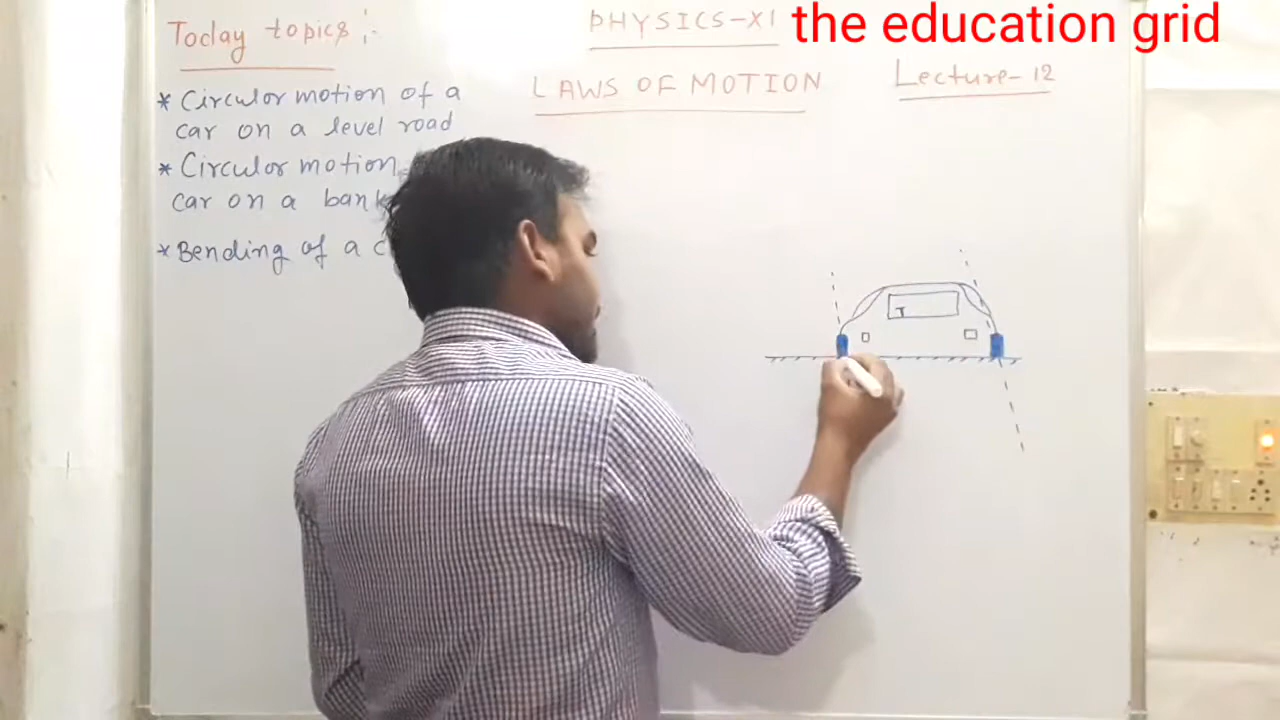 Today topics :-
PHYSICS-XI
the education grid
LAWS OF MOTION
Lecture-12
* Circular motion of a
car on a level road
* Circular motion
car on a bank
* Bending of a c